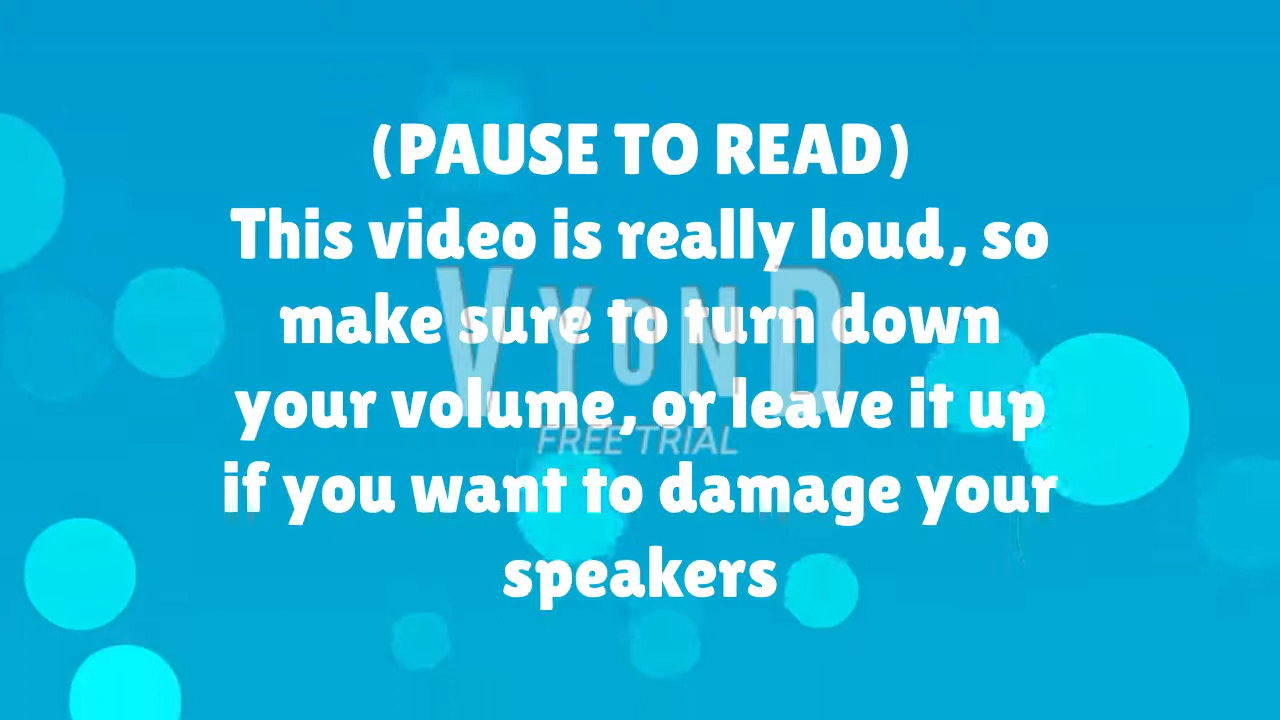 (PAUSE TO READ)
This video is really loud, so
make sure to turn down
your volume, or leave it up
if you want to damage your
speakers
VYOND
FREE TRIAL